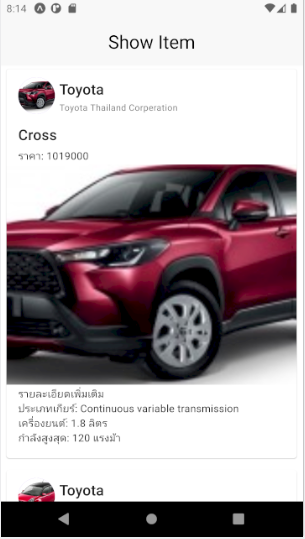 8:14
Show Item
Toyota
Toyota Thailand Corperation
Cross
ราคา: 1019000
รายละเอียดเพิ่มเติม
ประเภทเกียร์: Continuous variable transmission
เครื่องยนต์: 1.8 ลิตร
กำลังสูงสุด: 120 แรงม้า
Toyota